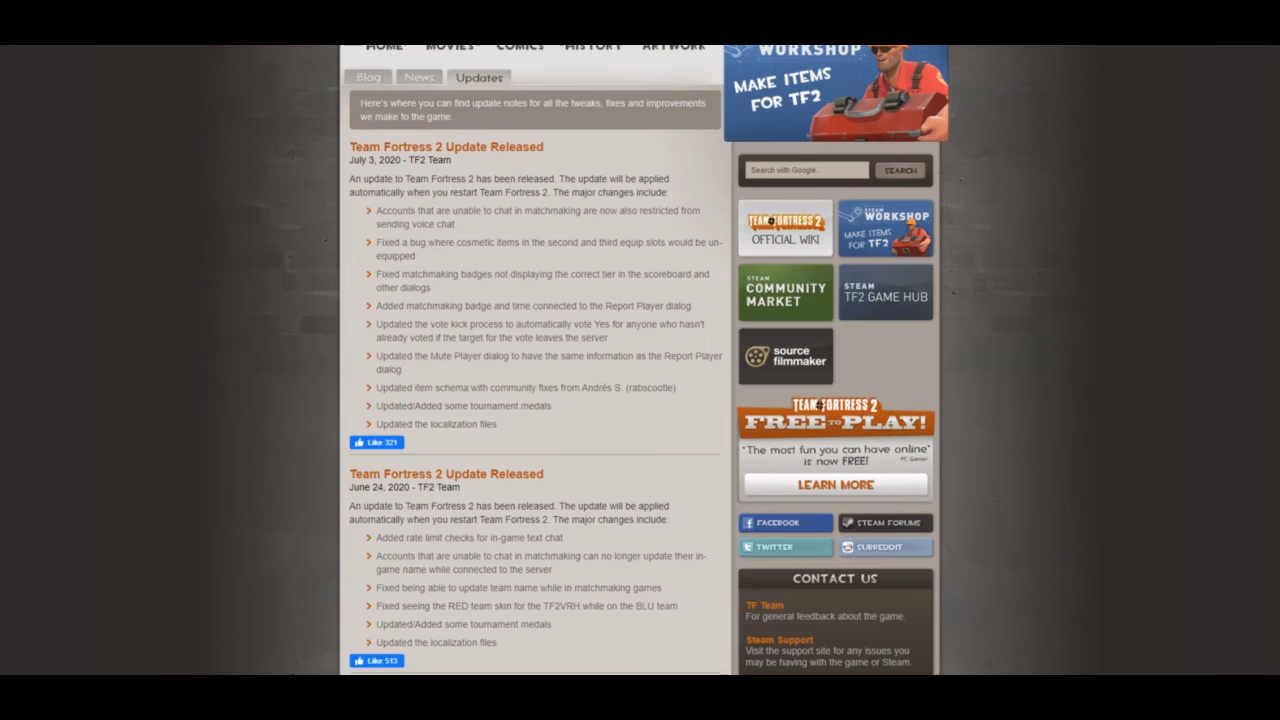 HOME MOVIES COMICS HISTORY ARTWORK
Blog News Updates
Here's where you can find update notes for all the tweaks, fixes and improvements
we make to the game.
Team Fortress 2 Update Released
July 3, 2020 - TF2 Team
An update to Team Fortress 2 has been released. The update will be applied
automatically when you restart Team Fortress 2. The major changes include:
Accounts that are unable to chat in matchmaking are now also restricted from
sending voice chat
Fixed a bug where cosmetic items in the second and third equip slots would be un-
equipped
Fixed matchmaking badges not displaying the correct tier in the scoreboard and
other dialogs
Added matchmaking badge and time connected to the Report Player dialog
Updated the vote kick process to automatically vote Yes for anyone who hasn't
already voted if the target for the vote leaves the server
Updated the Mute Player dialog to have the same information as the Report Player
dialog
Updated item schema with community fixes from Andrés S. (rabscootle)
Updated/Added some tournament medals
Updated the localization files
Like 321
Team Fortress 2 Update Released
June 24, 2020 - TF2 Team
An update to Team Fortress 2 has been released. The update will be applied
automatically when you restart Team Fortress 2. The major changes include:
Added rate limit checks for in-game text chat
Accounts that are unable to chat in matchmaking can no longer update their in-
game name while connected to the server
Fixed being able to update team name while in matchmaking games
Fixed seeing the RED team skin for the TF2VRH while on the BLU team
Updated/Added some tournament medals
Updated the localization files
Like 513
WORKSHOP
MAKE ITEMS
FOR TF2
Search with Google..
SEARCH
TEAM FORTRESS 2
OFFICIAL WIKI
STEAM
WORKSHOP
MAKE ITEMS
FOR TF2
STEAM
COMMUNITY
MARKET
STEAM
TF2 GAME HUB
source
filmmaker
TEAM FORTRESS 2
FREE TO PLAY!
"The most fun you can have online"
is now FREE! -PC Gamer
LEARN MORE
FACEBOOK
STEAM FORUMS
TWITTER
SUBREDDIT
CONTACT US
TF Team
For general feedback about the game.
Steam Support
Visit the support site for any issues you
may be having with the game or Steam.